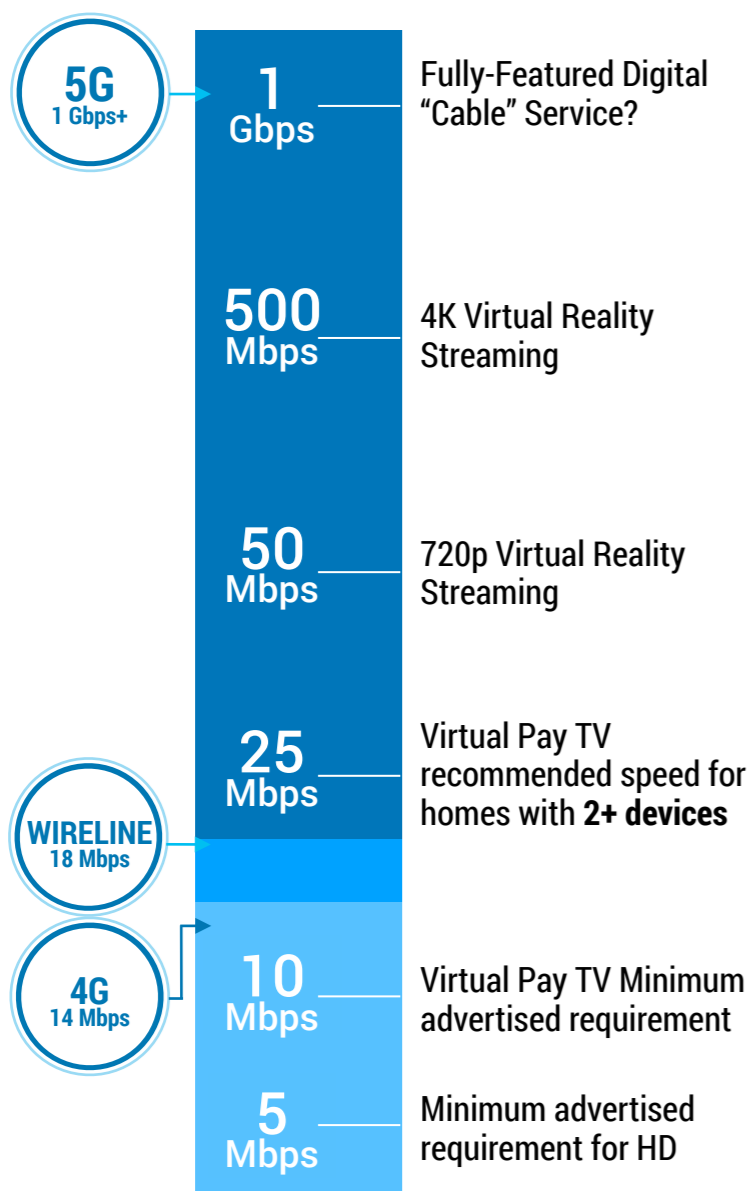 5G
1 Gbps+
1
Gbps
Fully-Featured Digital
“Cable” Service?
500
Mbps
4K Virtual Reality
Streaming
50
Mbps
720p Virtual Reality
Streaming
25
Mbps
Virtual Pay TV
recommended speed for
homes with 2+ devices
WIRELINE
18 Mbps
4G
14 Mbps
10
Mbps
Virtual Pay TV Minimum
advertised requirement
5
Mbps
Minimum advertised
requirement for HD